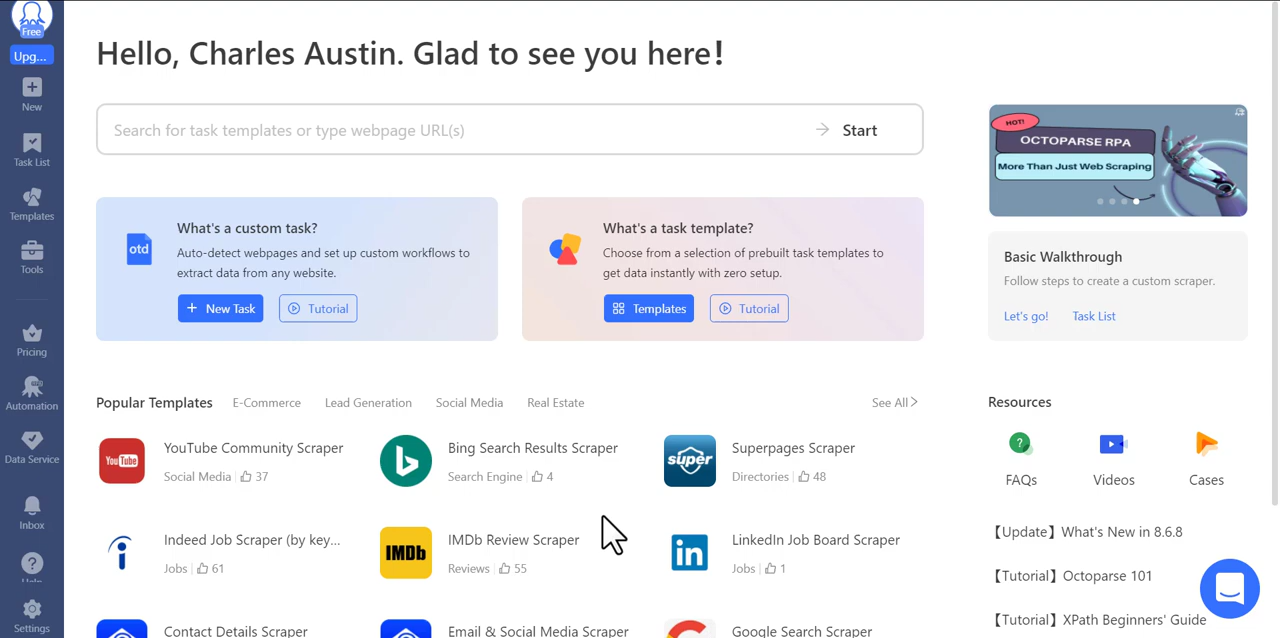 Free
Upg...
New
Task List
Templates
Tools
Pricing
Automation
Data Service
Inbox
Help
Settings
Hello, Charles Austin. Glad to see you here!
Search for task templates or type webpage URL(s)
Start
otd
What's a custom task?
Auto-detect webpages and set up custom workflows to
extract data from any website.
New Task
Tutorial
What's a task template?
Choose from a selection of prebuilt task templates to
get data instantly with zero setup.
Templates
Tutorial
HOT!
OCTOPARSE RPA
More Than Just Web Scraping
Basic Walkthrough
Follow steps to create a custom scraper.
Let's go!
Task List
Popular Templates
E-Commerce
Lead Generation
Social Media
Real Estate
See All
YouTube
YouTube Community Scraper
Social Media
37
Bing Search Results Scraper
Search Engine
4
super
Superpages Scraper
Directories
48
Indeed Job Scraper (by key...
Jobs
61
IMDb
IMDb Review Scraper
Reviews
55
in
LinkedIn Job Board Scraper
Jobs
1
Contact Details Scraper
Email & Social Media Scraper
Google Search Scraper
Resources
FAQs
Videos
Cases
【Update】What's New in 8.6.8
【Tutorial】Octoparse 101
【Tutorial】XPath Beginners' Guide